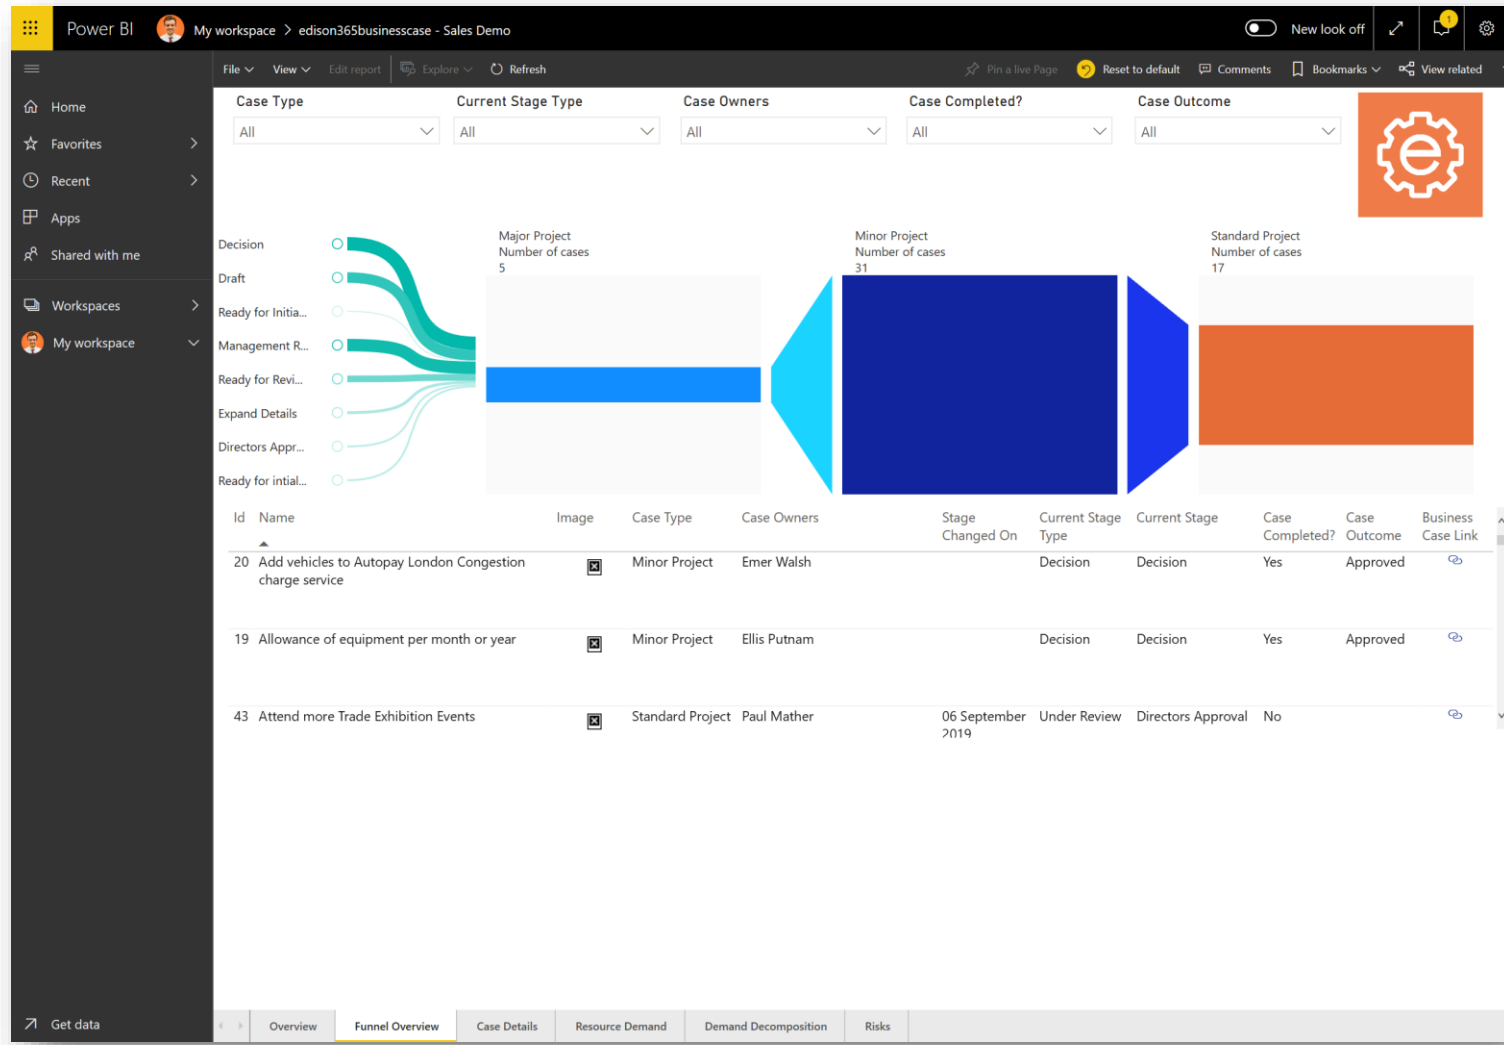 Power BI
My workspace > edison365businesscase - Sales Demo
New look off
1
File
View
Edit report
Explore
Refresh
Pin a live Page
Reset to default
Comments
Bookmarks
View related
Home
Favorites
Recent
Apps
Shared with me
Workspaces
My workspace
Get data
Case Type
Current Stage Type
Case Owners
Case Completed?
Case Outcome
All
All
All
All
All
e
Decision
Draft
Ready for Initia...
Management R...
Ready for Revi...
Expand Details
Directors Appr...
Ready for intial...
Major Project
Number of cases
5
Minor Project
Number of cases
31
Standard Project
Number of cases
17
Id Name Image Case Type Case Owners Stage Changed On Current Stage Type Current Stage Case Completed? Case Outcome Business Case Link
20 Add vehicles to Autopay London Congestion charge service Minor Project Emer Walsh Decision Decision Yes Approved
19 Allowance of equipment per month or year Minor Project Ellis Putnam Decision Decision Yes Approved
43 Attend more Trade Exhibition Events Standard Project Paul Mather 06 September 2019 Under Review Directors Approval No
Overview
Funnel Overview
Case Details
Resource Demand
Demand Decomposition
Risks